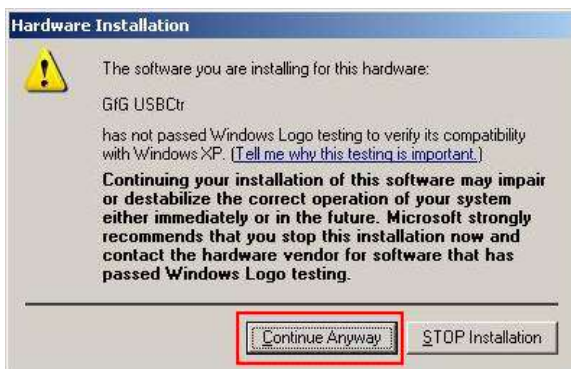 Hardware Installation
The software you are installing for this hardware:
GfG USBCtr
has not passed Windows Logo testing to verify its compatibility
with Windows XP. (Tell me why this testing is important.)
Continuing your installation of this software may impair
or destabilize the correct operation of your system
either immediately or in the future. Microsoft strongly
recommends that you stop this installation now and
contact the hardware vendor for software that has
passed Windows Logo testing.
Continue Anyway STOP Installation